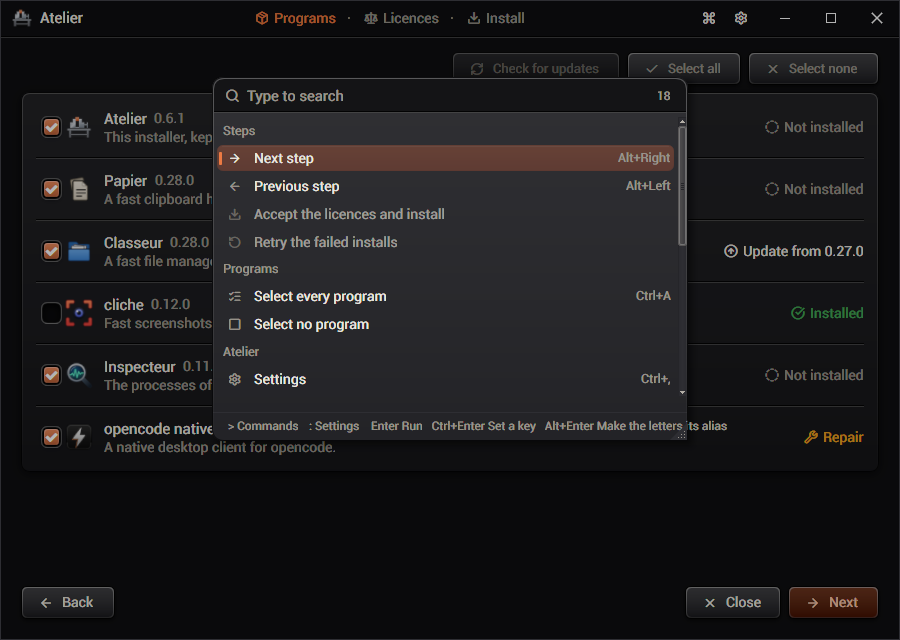 Atelier
Programs · Licences · Install
Check for updates
Select all
Select none
Type to search
18
Steps
Next step
Alt+Right
Previous step
Alt+Left
Accept the licences and install
Retry the failed installs
Programs
Select every program
Ctrl+A
Select no program
Atelier
Settings
Ctrl+,
> Commands : Settings Enter Run Ctrl+Enter Set a key Alt+Enter Make the letters its alias
Atelier 0.6.1
This installer, kep
Not installed
Papier 0.28.0
A fast clipboard h
Not installed
Classeur 0.28.0
A fast file manage
Update from 0.27.0
cliche 0.12.0
Fast screenshots
Installed
Inspecteur 0.11.
The processes of
Not installed
opencode native
A native desktop client for opencode.
Repair
Back
Close
Next